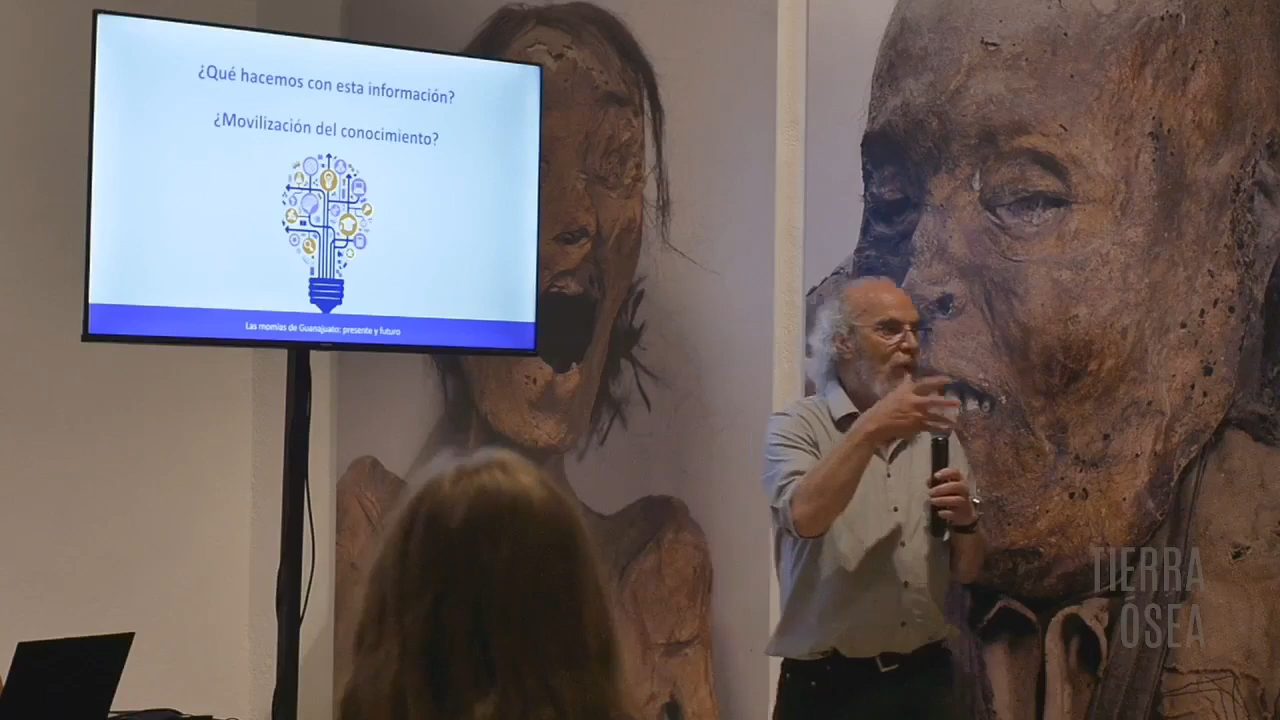 ¿Qué hacemos con esta información?
¿Movilización del conocimiento?
Las momias de Guanajuato: presente y futuro
TIERRA
ÓSEA